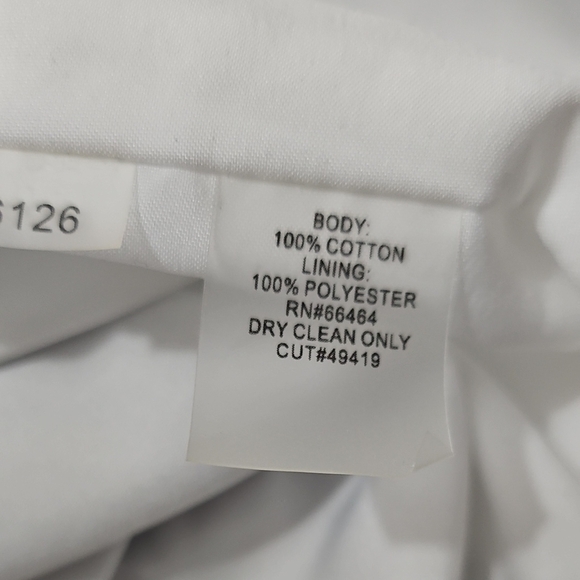 126
BODY:
100% COTTON
LINING:
100% POLYESTER
RN#66464
DRY CLEAN ONLY
CUT#49419